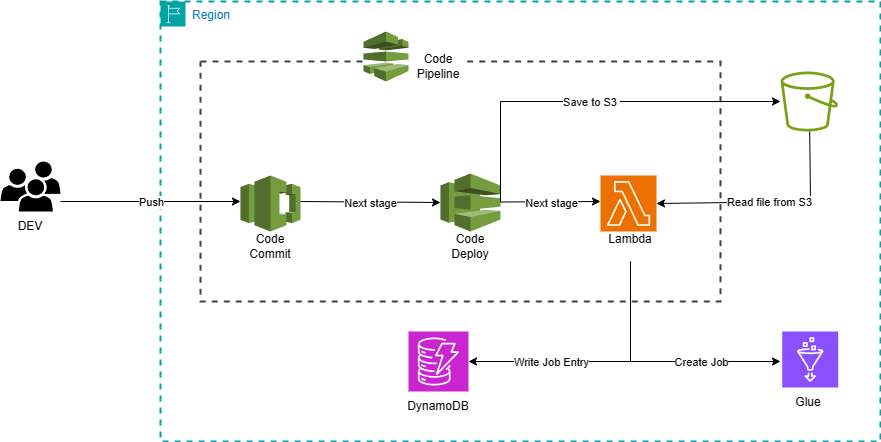 Region
Code
Pipeline
Save to S3
Push
Next stage
Next stage
Read file from S3
DEV
Code
Commit
Code
Deploy
Lambda
Write Job Entry
Create Job
DynamoDB
Glue